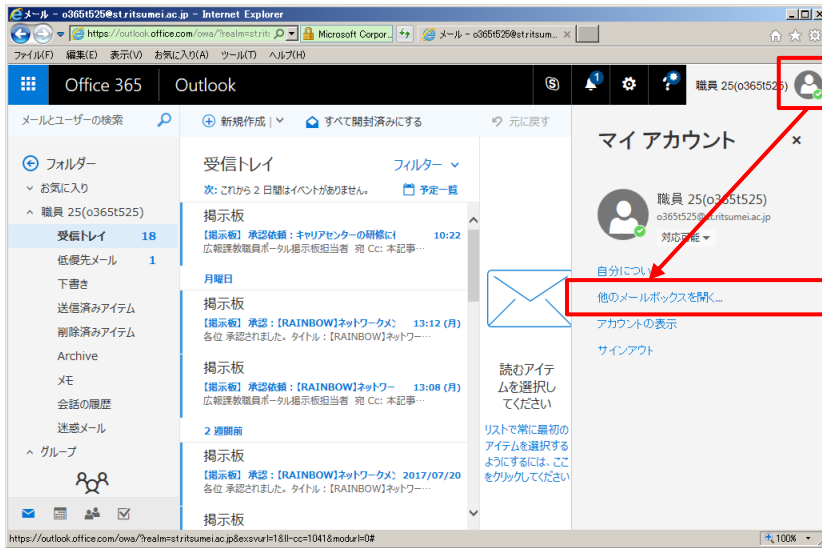 メール - o365t525@st.ritsumei.ac.jp - Internet Explorer
https://outlook.office.com/owa/?realm=strit
Microsoft Corpor...
メール - o365t525@stritsum...
ファイル(F) 編集(E) 表示(V) お気に入り(A) ツール(T) ヘルプ(H)
Office 365 Outlook
1
職員 25(o365t525)
メールとユーザーの検索
新規作成 |
すべて開封済みにする
元に戻す
フォルダー
お気に入り
職員 25(o365t525)
受信トレイ 18
低優先メール 1
下書き
送信済みアイテム
削除済みアイテム
Archive
メモ
会話の履歴
迷惑メール
グループ
受信トレイ フィルター
次: これから 2 日間はイベントがありません。 予定一覧
掲示板
【掲示板】承認依頼:キャリアセンターの研修に 10:22
広報課教職員ポータル掲示板担当者 宛 Cc: 本記事…
月曜日
掲示板
【掲示板】承認:【RAINBOW】ネットワークメン 13:12 (月)
各位 承認されました。タイトル:【RAINBOW】ネットワー…
掲示板
【掲示板】承認依頼:【RAINBOW】ネットワー 13:08 (月)
広報課教職員ポータル掲示板担当者 宛 Cc: 本記事…
2 週間前
掲示板
【掲示板】承認:【RAINBOW】ネットワークメン 2017/07/20
各位 承認されました。タイトル:【RAINBOW】ネットワー…
掲示板
読むアイテ
ムを選択し
てください
リストで常に最初の
アイテムを選択する
ようにするには、ここ
をクリックしてください
マイ アカウント
職員 25(o365t525)
o365t525@st.ritsumei.ac.jp
対応可能
自分につい
他のメールボックスを開く...
アカウントの表示
サインアウト
https://outlook.office.com/owa/?realm=st.ritsumei.ac.jp&exsvurl=1&ll-cc=1041&modurl=0#
100%